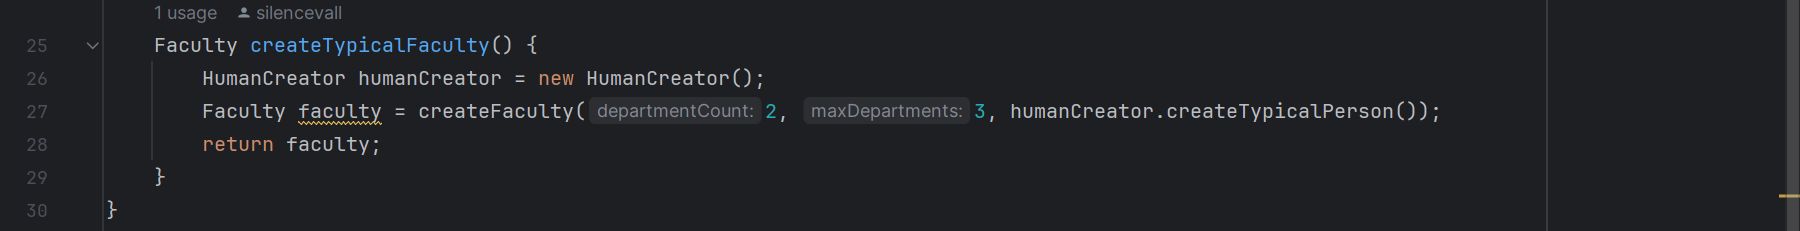 1 usage silencevall
25 Faculty createTypicalFaculty() {
26 HumanCreator humanCreator = new HumanCreator();
27 Faculty faculty = createFaculty( departmentCount: 2, maxDepartments: 3, humanCreator.createTypicalPerson());
28 return faculty;
29 }
30 }